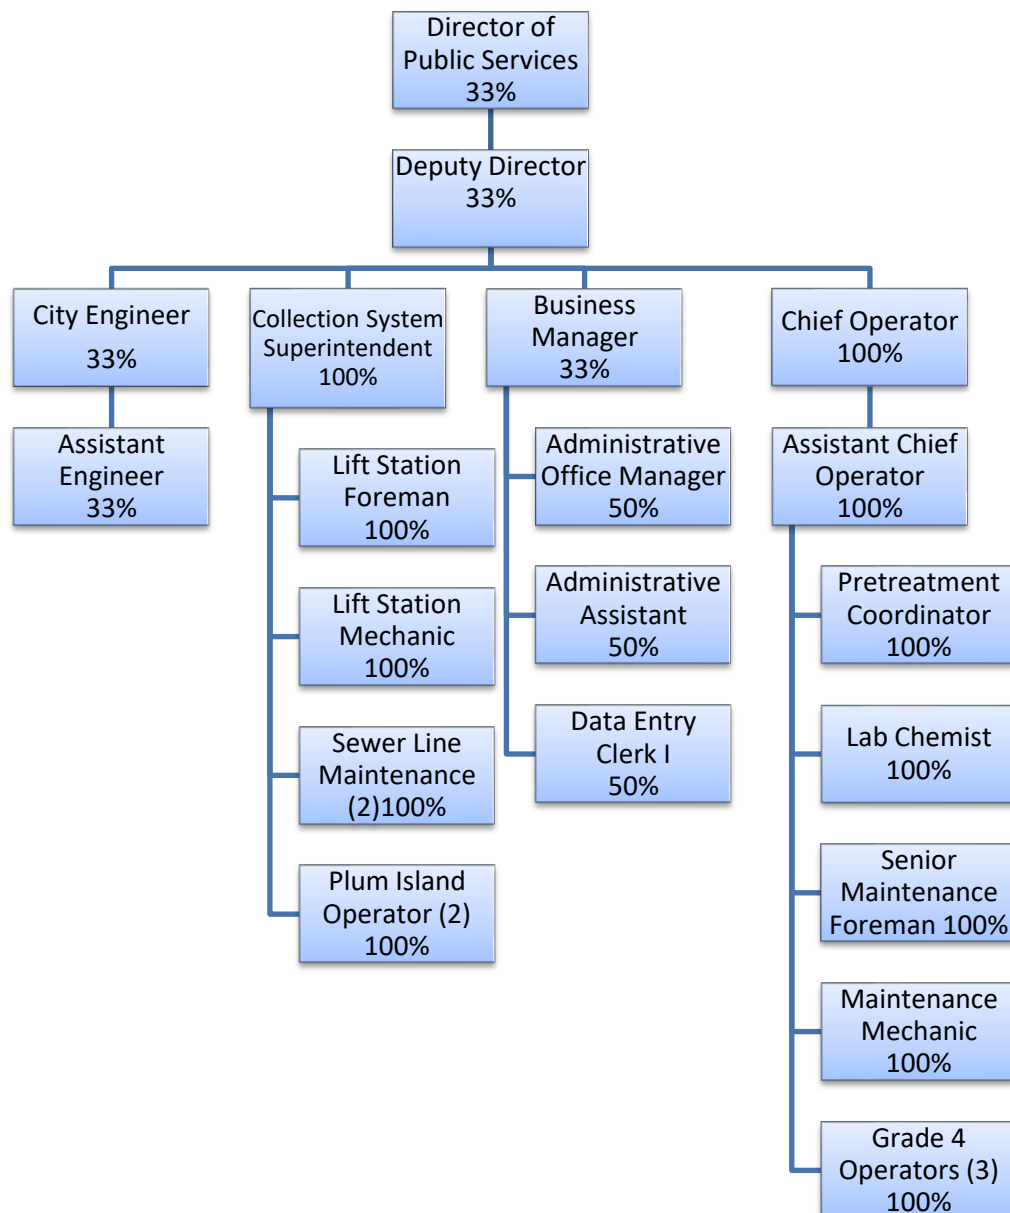 Director of
Public Services
33%
Deputy Director
33%
City Engineer
33%
Collection System
Superintendent
100%
Business
Manager
33%
Chief Operator
100%
Assistant
Engineer
33%
Lift Station
Foreman
100%
Lift Station
Mechanic
100%
Sewer Line
Maintenance
(2)100%
Plum Island
Operator (2)
100%
Administrative
Office Manager
50%
Administrative
Assistant
50%
Data Entry
Clerk I
50%
Assistant Chief
Operator
100%
Pretreatment
Coordinator
100%
Lab Chemist
100%
Senior
Maintenance
Foreman 100%
Maintenance
Mechanic
100%
Grade 4
Operators (3)
100%